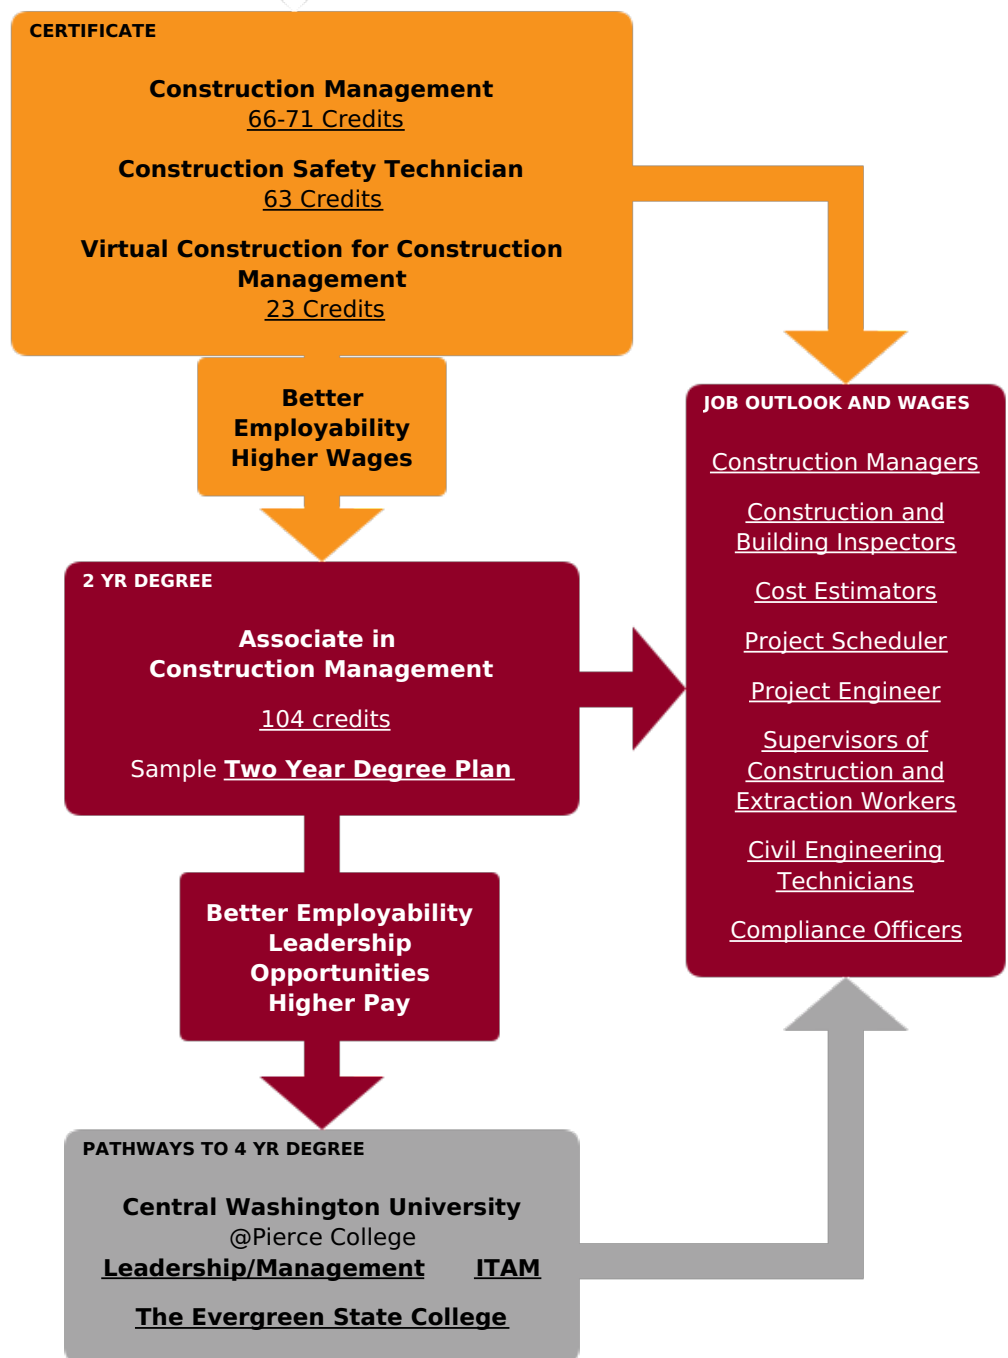 CERTIFICATE
Construction Management
66-71 Credits
Construction Safety Technician
63 Credits
Virtual Construction for Construction
Management
23 Credits
Better
Employability
Higher Wages
JOB OUTLOOK AND WAGES
Construction Managers
Construction and
Building Inspectors
Cost Estimators
Project Scheduler
Project Engineer
Supervisors of
Construction and
Extraction Workers
Civil Engineering
Technicians
Compliance Officers
2 YR DEGREE
Associate in
Construction Management
104 credits
Sample Two Year Degree Plan
Better Employability
Leadership
Opportunities
Higher Pay
PATHWAYS TO 4 YR DEGREE
Central Washington University
@Pierce College
Leadership/Management ITAM
The Evergreen State College